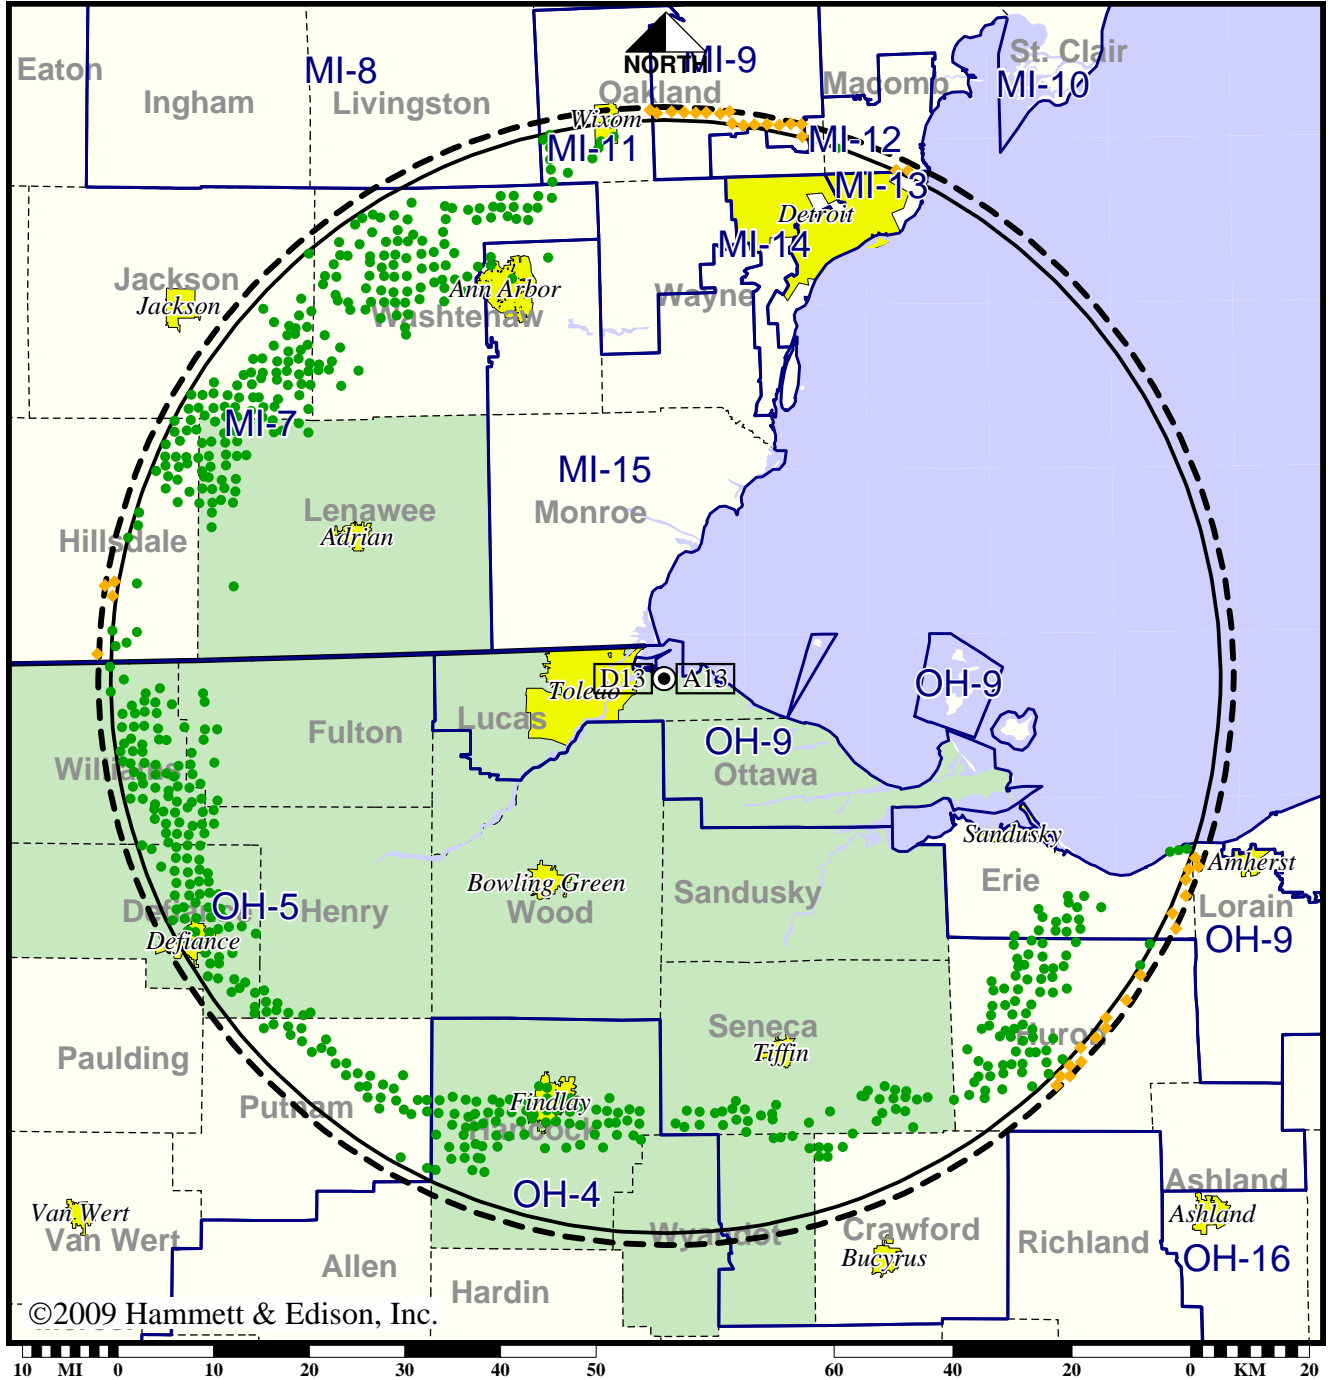 NORTH
MI-9
St. Clair
Eaton
MI-8
MI-10
Ingham
Livingston
Oakland
Macomb
Wixom
MI-11
MI-12
MI-13
Detroit
MI-14
Jackson
Jackson
Ann Arbor
Washtenaw
Wayne
MI-7
MI-15
Lenawee
Monroe
Adrian
Hillsdale
D13
A13
Toledo
OH-9
Lucas
Fulton
OH-9
Williams
Ottawa
Sandusky
Amherst
Bowling Green
Erie
Sandusky
Defiance
OH-5
Henry
Wood
Lorain
Defiance
OH-9
Seneca
Huron
Tiffin
Paulding
Putnam
Findlay
Hancock
Ashland
OH-4
Van Wert
Ashland
Van Wert
Wyandot
Crawford
Richland
Bucyrus
OH-16
Allen
Hardin
©2009 Hammett & Edison, Inc.
10 MI 0 10 20 30 40 50 60 40 20 0 KM 20